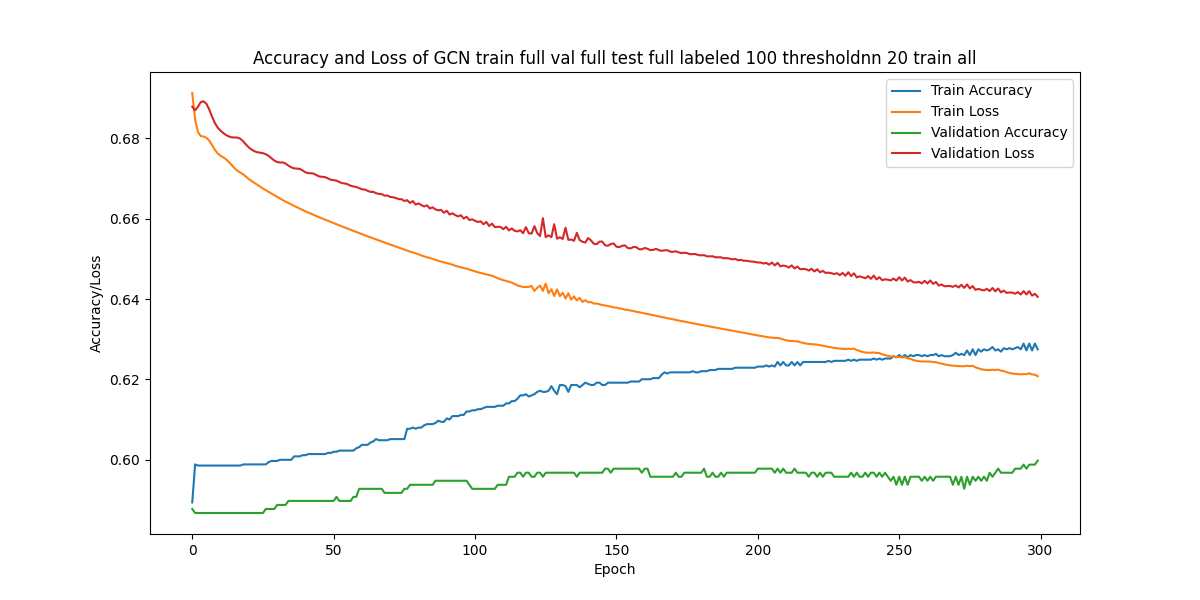 Accuracy and Loss of GCN train full val full test full labeled 100 thresholdnn 20 train all
Train Accuracy
Train Loss
Validation Accuracy
Validation Loss
Accuracy/Loss
0.68
0.66
0.64
0.62
0.60
0 50 100 150 200 250 300
Epoch